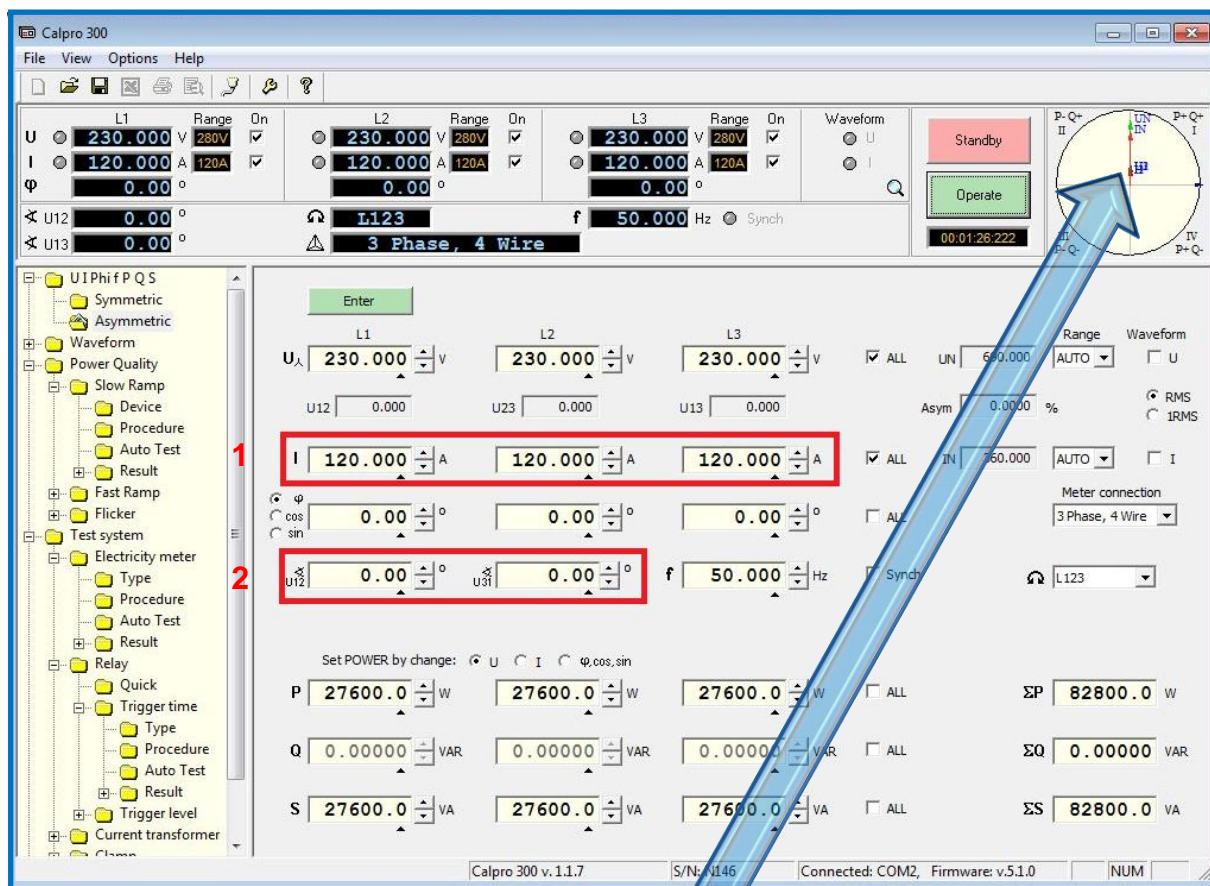 Calpro 300
File View Options Help
L1 Range On L2 Range On L3 Range On Waveform
U 230.000 V 280V 230.000 V 280V 230.000 V 280V U
I 120.000 A 120A 120.000 A 120A 120.000 A 120A I
φ 0.00 ° 0.00 ° 0.00 °
U12 0.00 ° L123 f 50.000 Hz Synch
U13 0.00 ° 3 Phase, 4 Wire
Standby
Operate
00:01:26:222
P- Q+ UN P+ Q+
II IN I
III IV
P- Q- P+ Q-
U I Phi f P Q S
Symmetric
Asymmetric
Waveform
Power Quality
Slow Ramp
Device
Procedure
Auto Test
Result
Fast Ramp
Flicker
Test system
Electricity meter
Type
Procedure
Auto Test
Result
Relay
Quick
Trigger time
Type
Procedure
Auto Test
Result
Trigger level
Current transformer
Clamp
Enter
L1 L2 L3 Range Waveform
U 230.000 V 230.000 V 230.000 V ALL UN AUTO U
U12 0.000 U23 0.000 U13 0.000 Asym 0.0000 % RMS
1RMS
1 I 120.000 A 120.000 A 120.000 A ALL IN 360.000 AUTO I
φ Meter connection
cos 0.00 ° 0.00 ° 0.00 ° ALL 3 Phase, 4 Wire
sin
2 U12 0.00 ° U31 0.00 ° f 50.000 Hz Synch L123
Set POWER by change: U I φ,cos,sin
P 27600.0 W 27600.0 W 27600.0 W ALL ΣP 82800.0 W
Q 0.00000 VAR 0.00000 VAR 0.00000 VAR ALL ΣQ 0.00000 VAR
S 27600.0 VA 27600.0 VA 27600.0 VA ALL ΣS 82800.0 VA
Calpro 300 v. 1.1.7 S/N: N146 Connected: COM2, Firmware: v.5.1.0 NUM